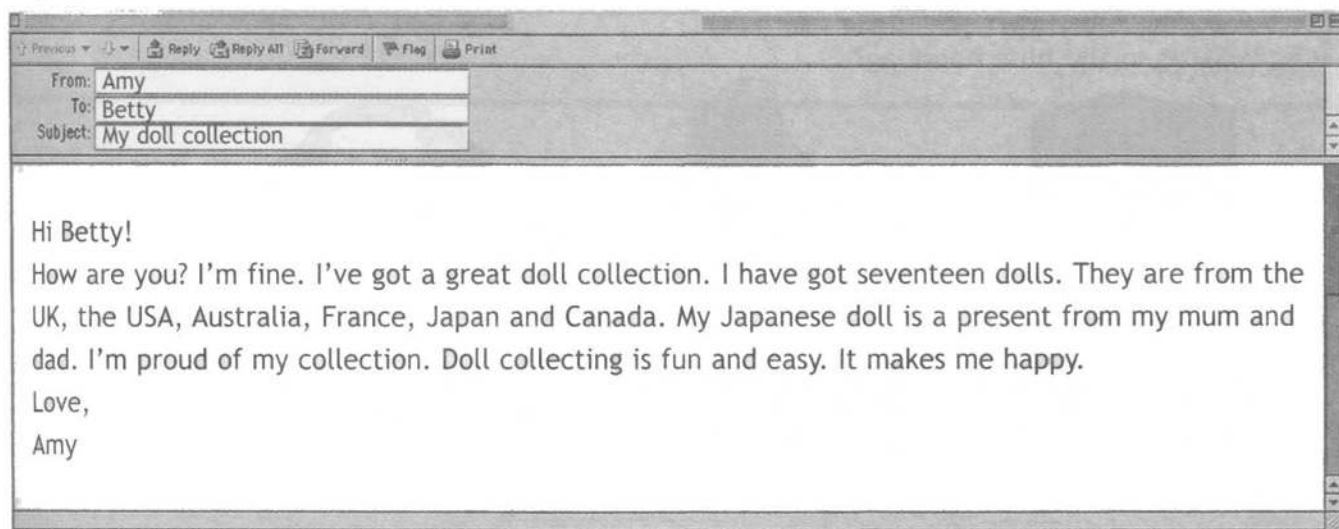 Previous Reply Reply All Forward Flag Print
From: Amy
To: Betty
Subject: My doll collection
Hi Betty!
How are you? I'm fine. I've got a great doll collection. I have got seventeen dolls. They are from the
UK, the USA, Australia, France, Japan and Canada. My Japanese doll is a present from my mum and
dad. I'm proud of my collection. Doll collecting is fun and easy. It makes me happy.
Love,
Amy